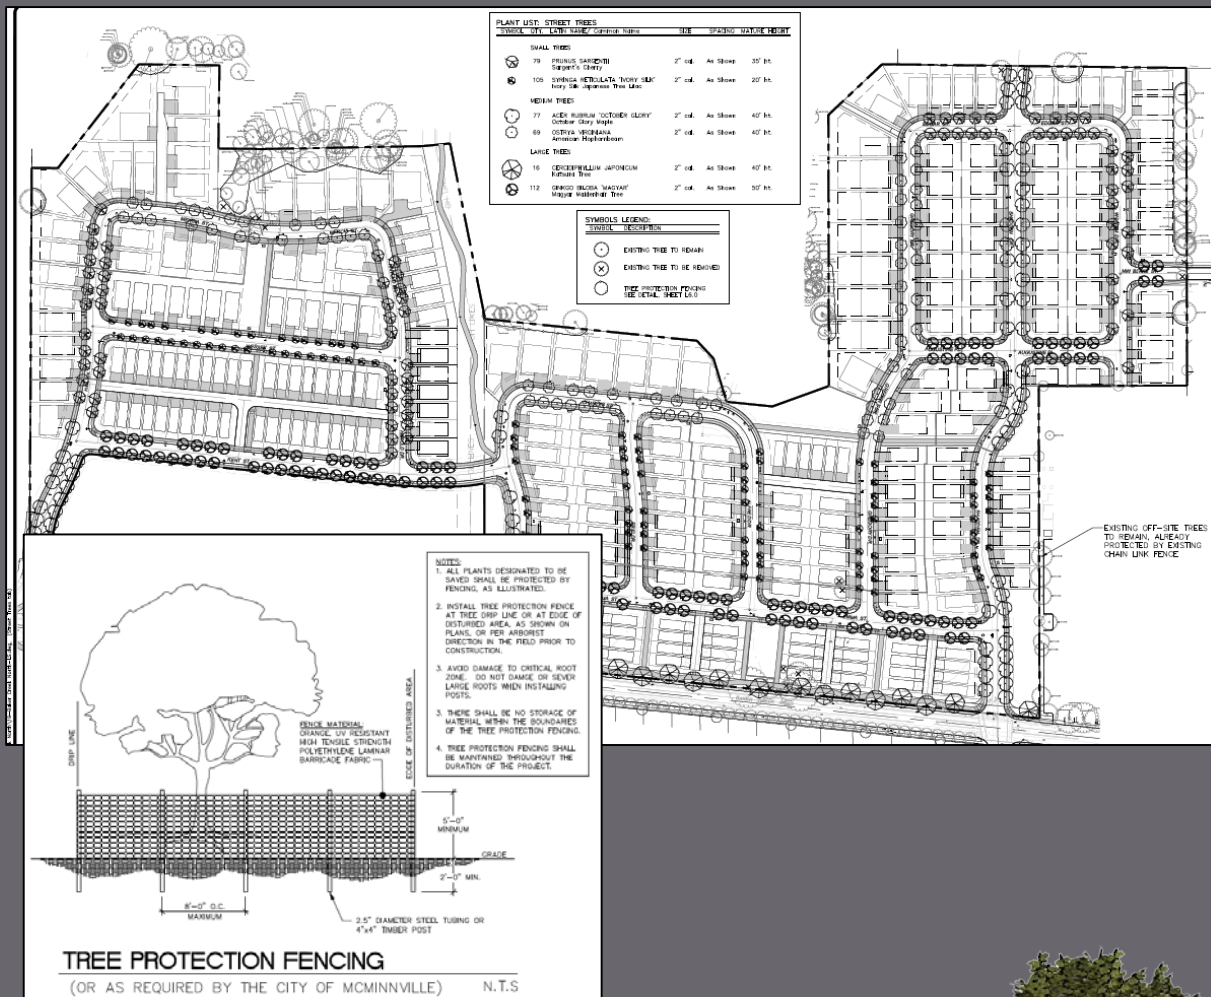 PLANT LIST: STREET TREES
SYMBOL QTY. LATIN NAME/ Common Name SIZE SPACING MATURE HEIGHT
SMALL TREES
79 PRUNUS SARGENTII 2" cal. As Shown 35' ht.
Sargent's Cherry
105 SYRINGA RETICULATA 'IVORY SILK' 2" cal. As Shown 20' ht.
Ivory Silk Japanese Tree Lilac
MEDIUM TREES
77 ACER RUBRUM 'OCTOBER GLORY' 2" cal. As Shown 40' ht.
October Glory Maple
69 OSTRYA VIRGINIANA 2" cal. As Shown 40' ht.
American Hophornbeam
LARGE TREES
16 CERCIDIPHYLLUM JAPONICUM 2" cal. As Shown 40' ht.
Katsura Tree
112 GINKGO BILOBA 'MAGYAR' 2" cal. As Shown 50' ht.
Magyar Maidenhair Tree
SYMBOLS LEGEND:
SYMBOL DESCRIPTION
EXISTING TREE TO REMAIN
EXISTING TREE TO BE REMOVED
TREE PROTECTION FENCING
SEE DETAIL, SHEET L6.0
EXISTING OFF-SITE TREES
TO REMAIN, ALREADY
PROTECTED BY EXISTING
CHAIN LINK FENCE
NOTES:
1. ALL PLANTS DESIGNATED TO BE
SAVED SHALL BE PROTECTED BY
FENCING, AS ILLUSTRATED.
2. INSTALL TREE PROTECTION FENCE
AT TREE DRIP LINE OR AT EDGE OF
DISTURBED AREA, AS SHOWN ON
PLANS, OR PER ARBORIST
DIRECTION IN THE FIELD PRIOR TO
CONSTRUCTION.
3. AVOID DAMAGE TO CRITICAL ROOT
ZONE. DO NOT DAMGE OR SEVER
LARGE ROOTS WHEN INSTALLING
POSTS.
3. THERE SHALL BE NO STORAGE OF
MATERIAL WITHIN THE BOUNDARIES
OF THE TREE PROTECTION FENCING.
4. TREE PROTECTION FENCING SHALL
BE MAINTAINED THROUGHOUT THE
DURATION OF THE PROJECT.
FENCE MATERIAL:
ORANGE, UV RESISTANT
HIGH TENSILE STRENGTH
POLYETHYLENE LAMINAR
BARRICADE FABRIC
DRIP LINE
EDGE OF DISTURBED AREA
5'-0"
MINIMUM
GRADE
2'-0" MIN.
8'-0" O.C.
MAXIMUM
2.5" DIAMETER STEEL TUBING OR
4"x4" TIMBER POST
TREE PROTECTION FENCING
(OR AS REQUIRED BY THE CITY OF MCMINNVILLE) N.T.S